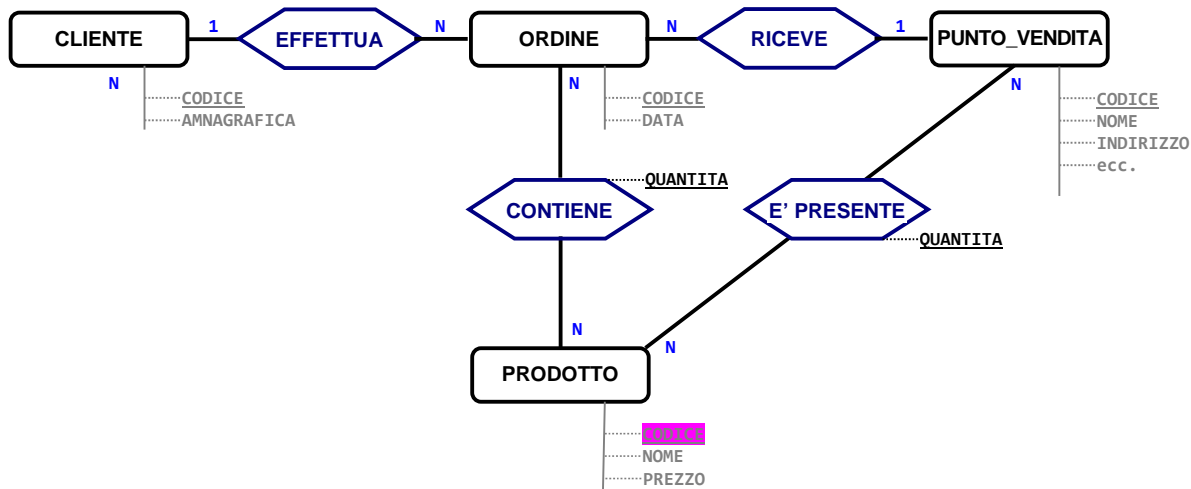 CLIENTE 1 EFFETTUA N ORDINE N RICEVE 1 PUNTO_VENDITA
N N N
CODICE
AMNAGRAFICA
CODICE
DATA
CODICE
NOME
INDIRIZZO
ecc.
QUANTITA
CONTIENE
E' PRESENTE
QUANTITA
N
N
PRODOTTO
CODICE
NOME
PREZZO